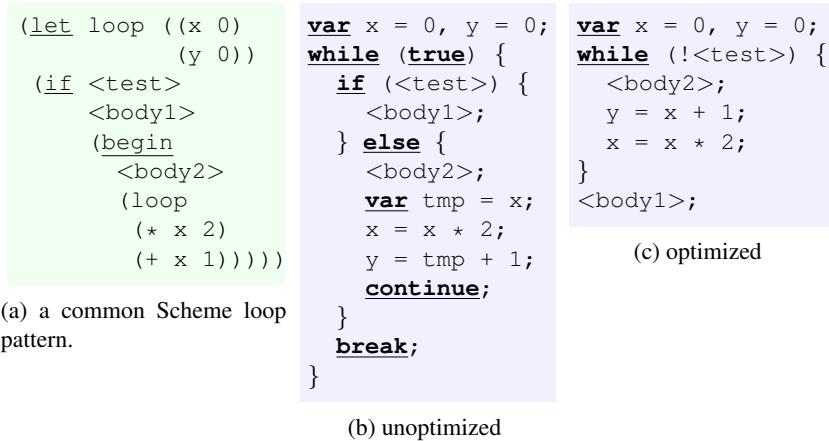 (let loop ((x 0)
           (y 0))
 (if <test>
     <body1>
     (begin
       <body2>
       (loop
        (* x 2)
        (+ x 1)))))
(a) a common Scheme loop
pattern.
var x = 0, y = 0;
while (true) {
  if (<test>) {
    <body1>;
  } else {
    <body2>;
    var tmp = x;
    x = x * 2;
    y = tmp + 1;
    continue;
  }
  break;
}
(b) unoptimized
var x = 0, y = 0;
while (!<test>) {
  <body2>;
  y = x + 1;
  x = x * 2;
}
<body1>;
(c) optimized